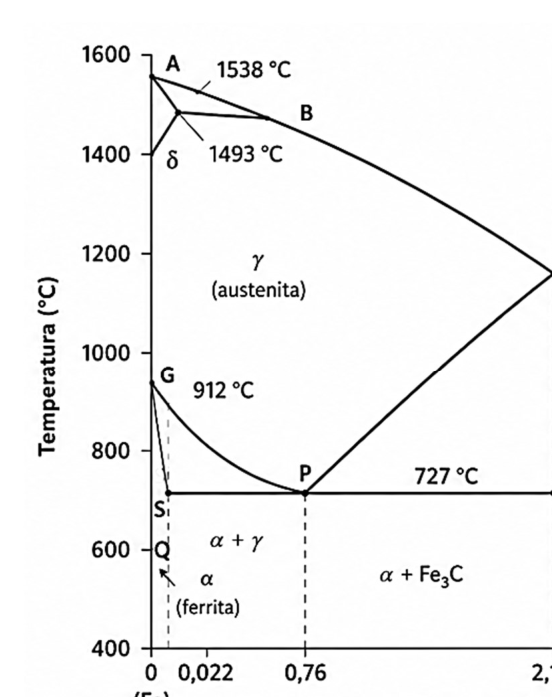 1600
A
1538 °C
B
1493 °C
1400
δ
1200
γ
(austenita)
Temperatura (°C)
1000
G
912 °C
800
P
727 °C
S
α + γ
600
Q
α
(ferrita)
α + Fe₃C
400
0
0,022
0,76
2,